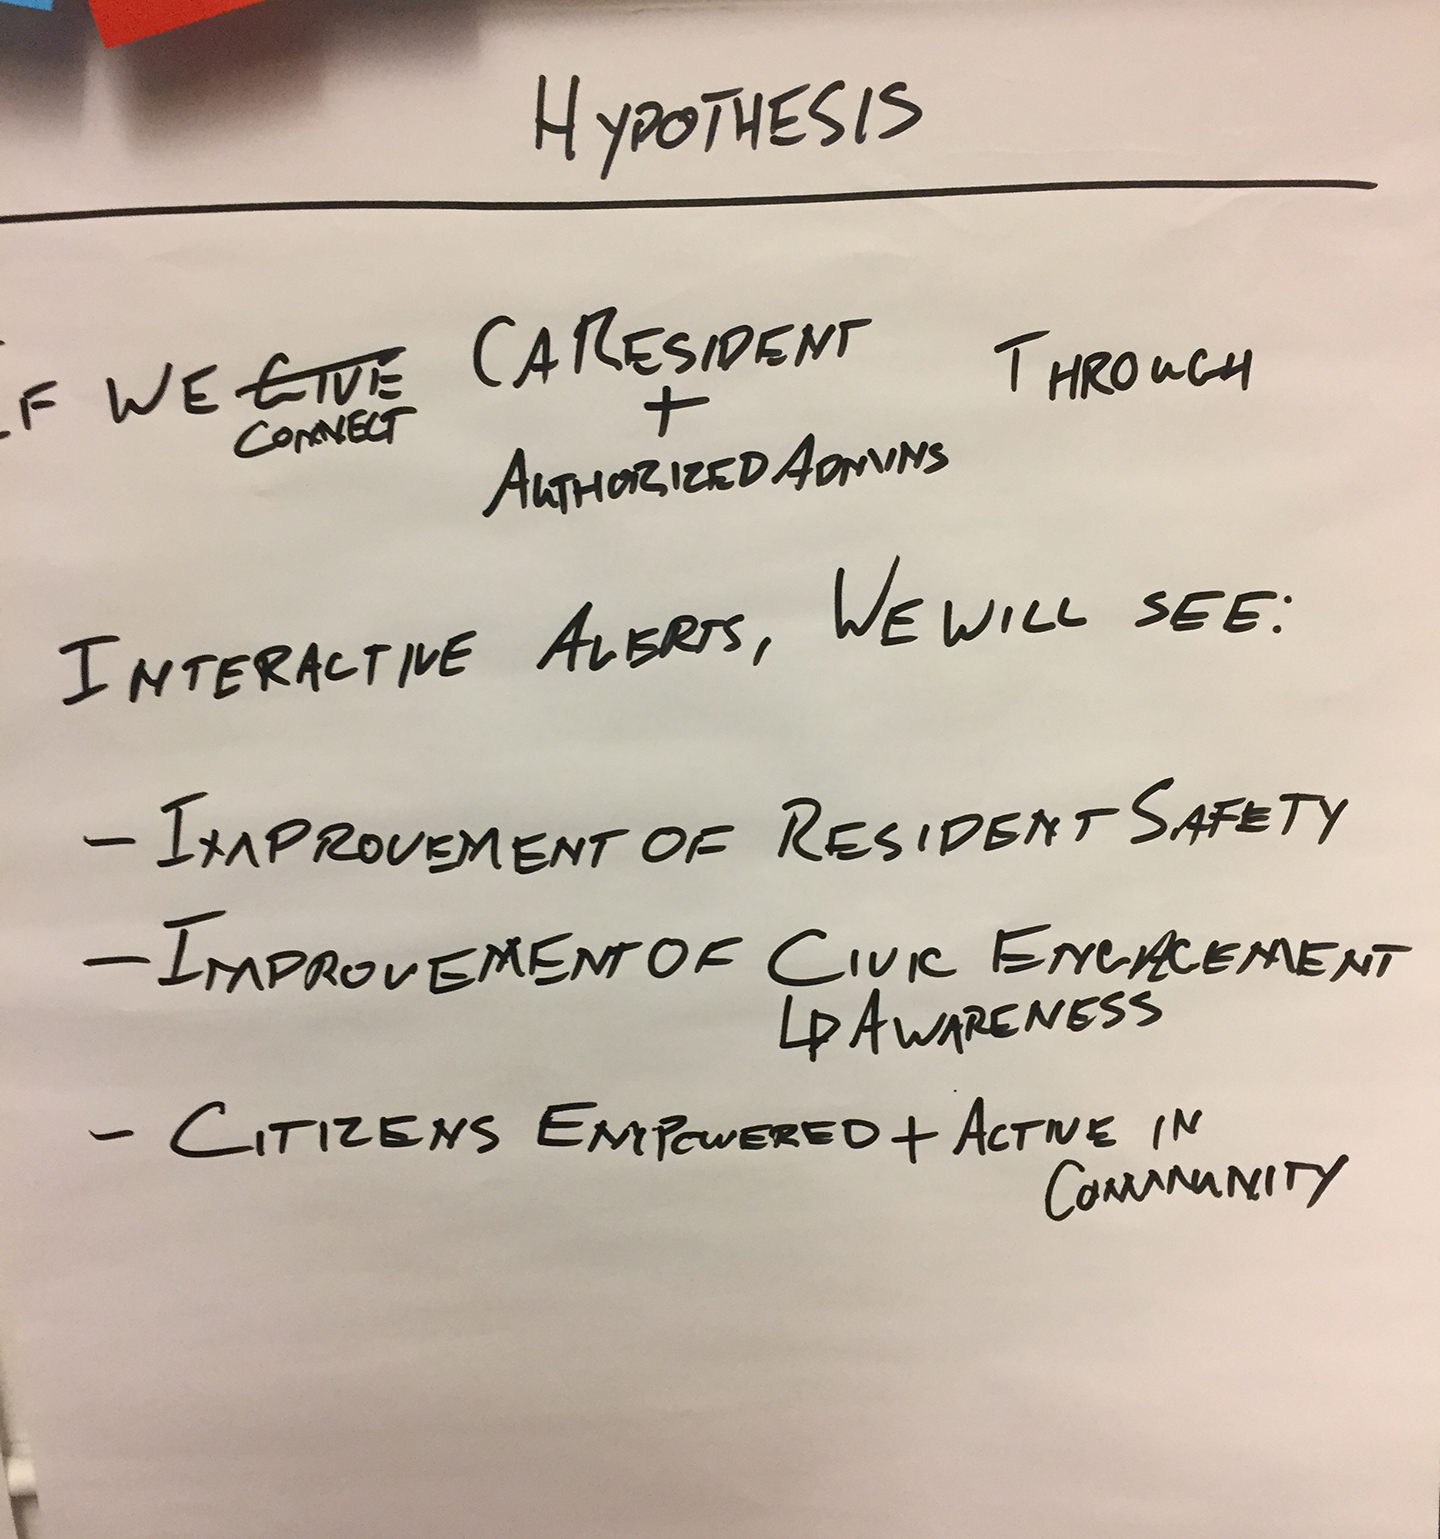 HYPOTHESIS
IF WE GIVE CA RESIDENT THROUGH
CONNECT +
AUTHORIZED ADMINS
INTERACTIVE ALERTS, WE WILL SEE:
- IMPROVEMENT OF RESIDENT SAFETY
- IMPROVEMENT OF CIVIC ENGAGEMENT
↳ AWARENESS
- CITIZENS EMPOWERED + ACTIVE IN
COMMUNITY